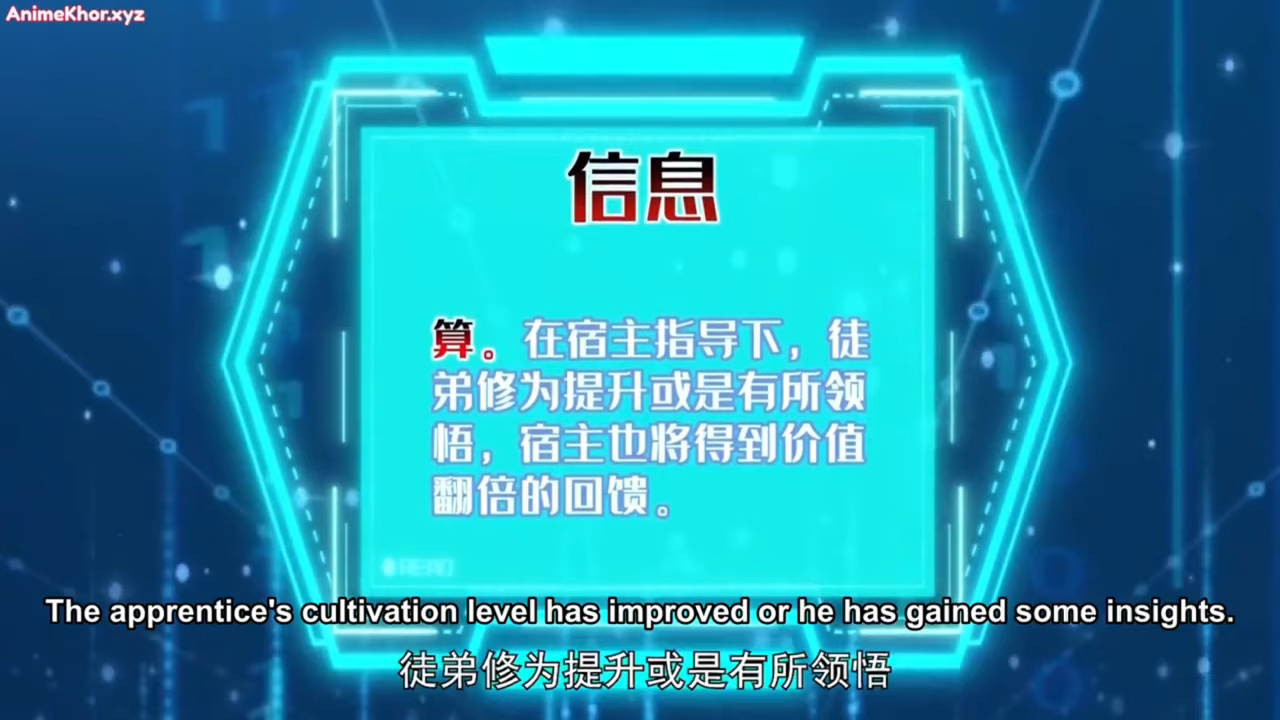 AnimeKhor.xyz
信息
算。在宿主指导下，徒
弟修为提升或是有所领
悟，宿主也将得到价值
翻倍的回馈。
READ
The apprentice's cultivation level has improved or he has gained some insights.
徒弟修为提升或是有所领悟